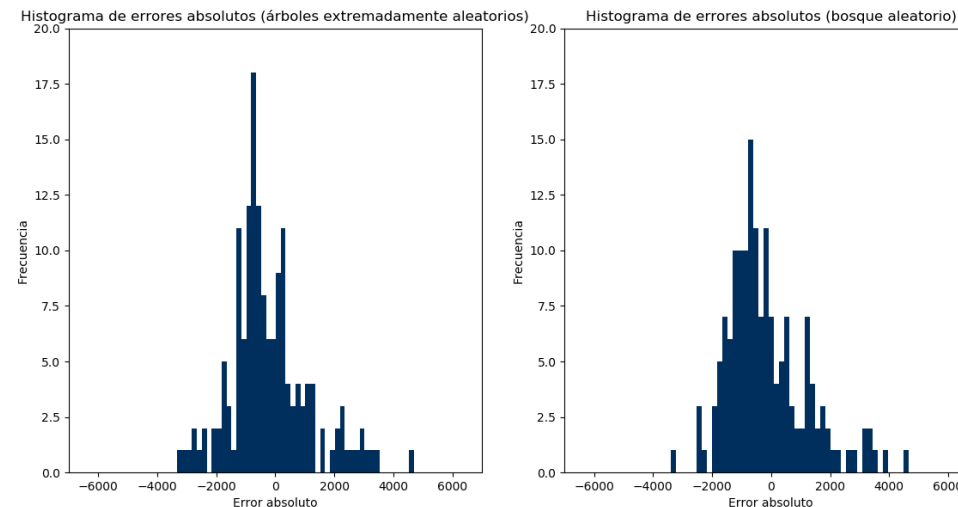 Histograma de errores absolutos (árboles extremadamente aleatorios)
20.0
17.5
15.0
12.5
10.0
7.5
5.0
2.5
0.0
Frecuencia
−6000 −4000 −2000 0 2000 4000 6000
Error absoluto
Histograma de errores absolutos (bosque aleatorio)
20.0
17.5
15.0
12.5
10.0
7.5
5.0
2.5
0.0
Frecuencia
−6000 −4000 −2000 0 2000 4000 6000
Error absoluto